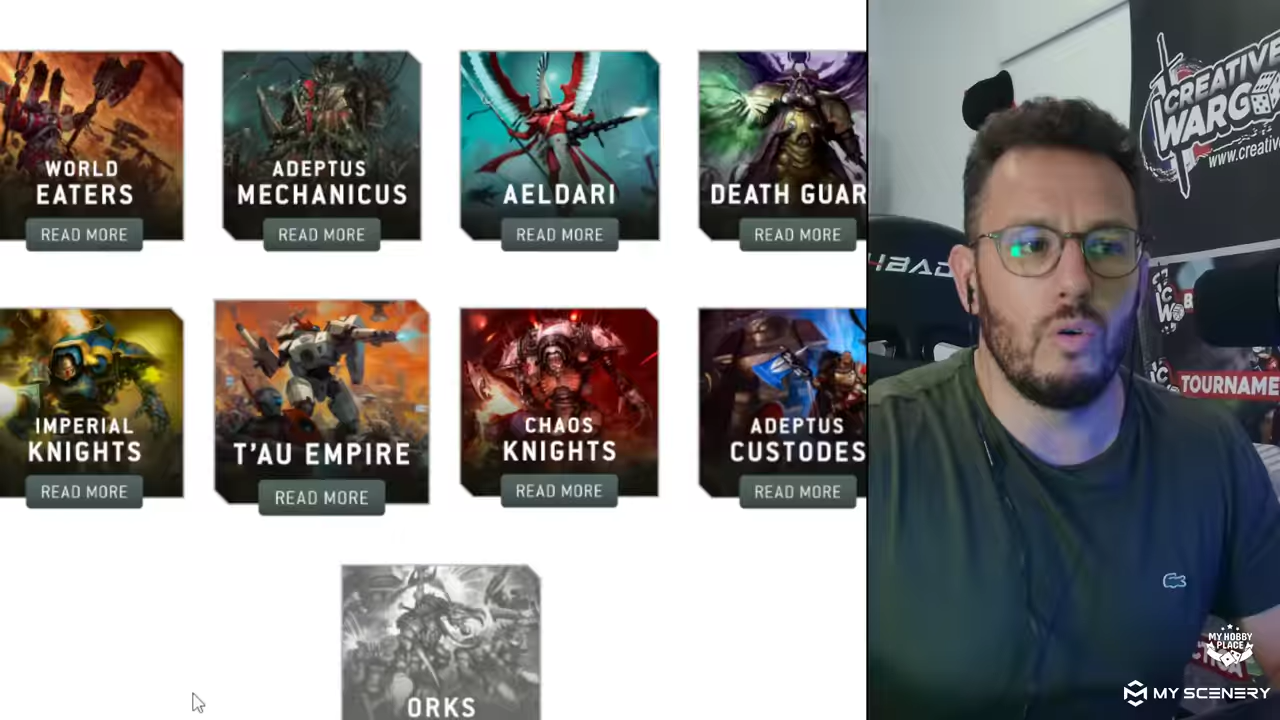 WORLD
EATERS
READ MORE
ADEPTUS
MECHANICUS
READ MORE
AELDARI
READ MORE
DEATH GUAR
READ MORE
IMPERIAL
KNIGHTS
READ MORE
T'AU EMPIRE
READ MORE
CHAOS
KNIGHTS
READ MORE
ADEPTUS
CUSTODES
READ MORE
ORKS
CREATIVE
WARG
www.creative
TOURNAME
MY HOBBY
PLACE
MY SCENERY